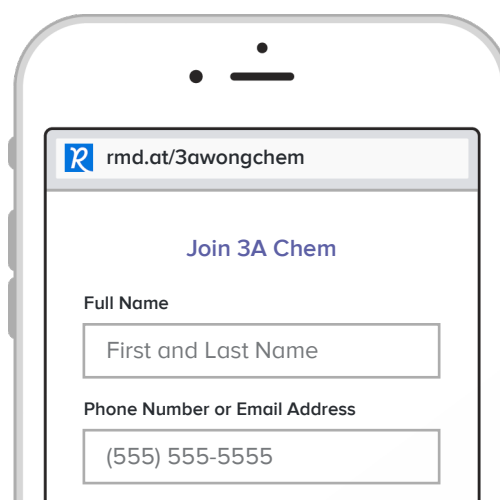 rmd.at/3awongchem
Join 3A Chem
Full Name
First and Last Name
Phone Number or Email Address
(555) 555-5555